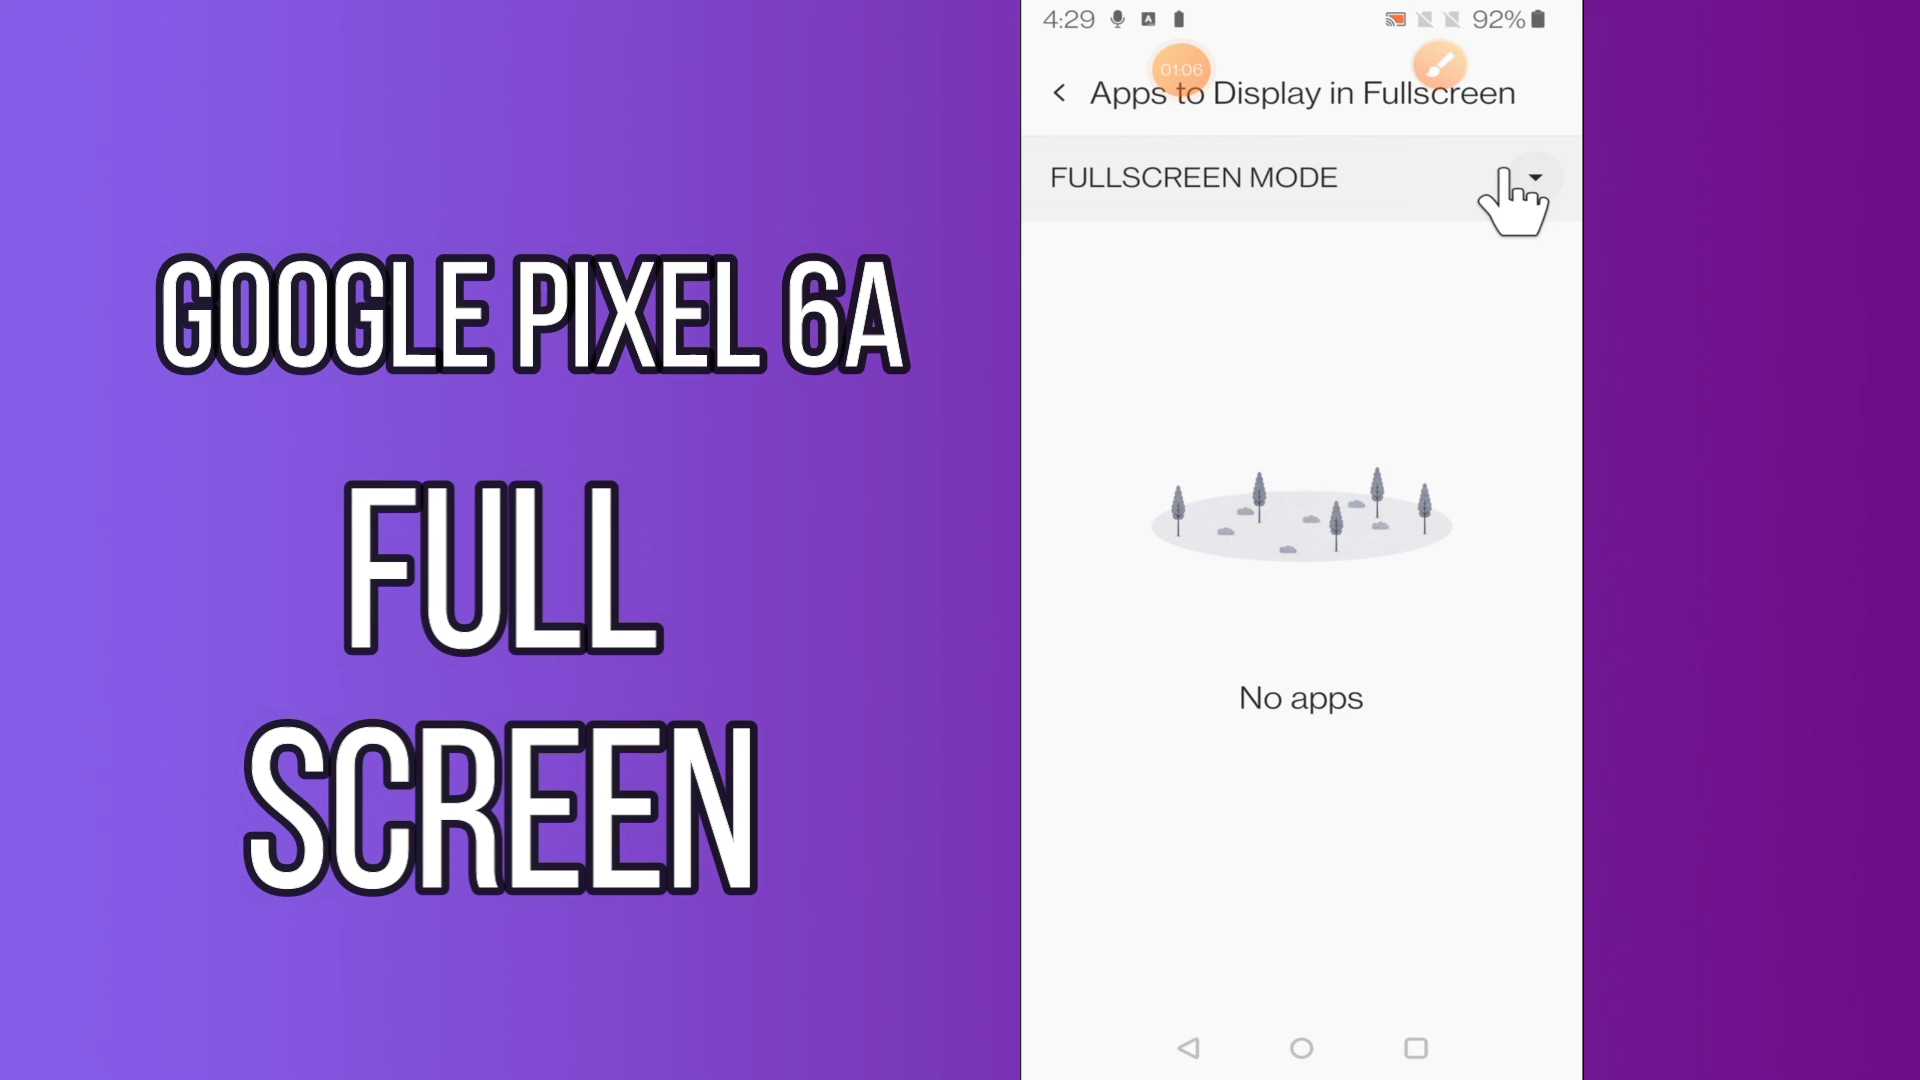 GOOGLE PIXEL 6A
FULL
SCREEN
4:29
A
92%
01:06
Apps to Display in Fullscreen
FULLSCREEN MODE
No apps